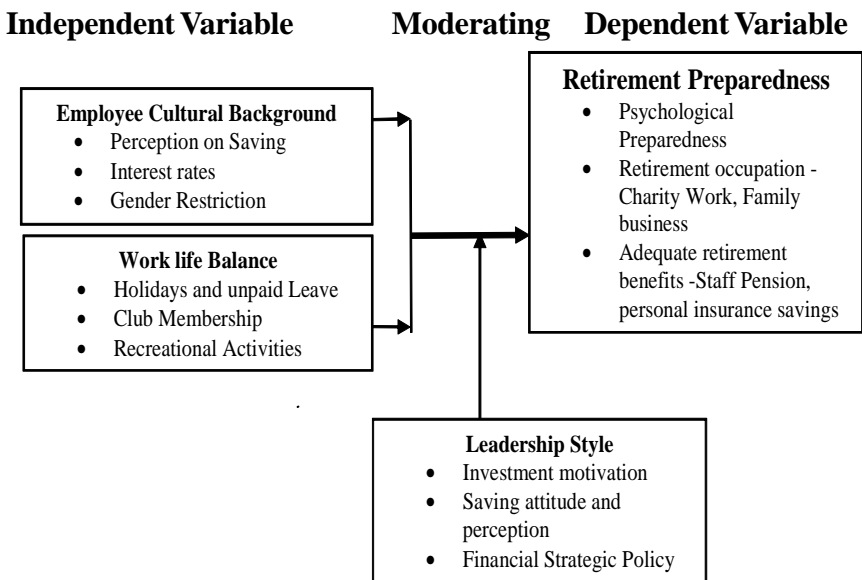 Independent Variable Moderating Dependent Variable
Employee Cultural Background
• Perception on Saving
• Interest rates
• Gender Restriction
Work life Balance
• Holidays and unpaid Leave
• Club Membership
• Recreational Activities
.
Retirement Preparedness
• Psychological
Preparedness
• Retirement occupation -
Charity Work, Family
business
• Adequate retirement
benefits -Staff Pension,
personal insurance savings
Leadership Style
• Investment motivation
• Saving attitude and
perception
• Financial Strategic Policy